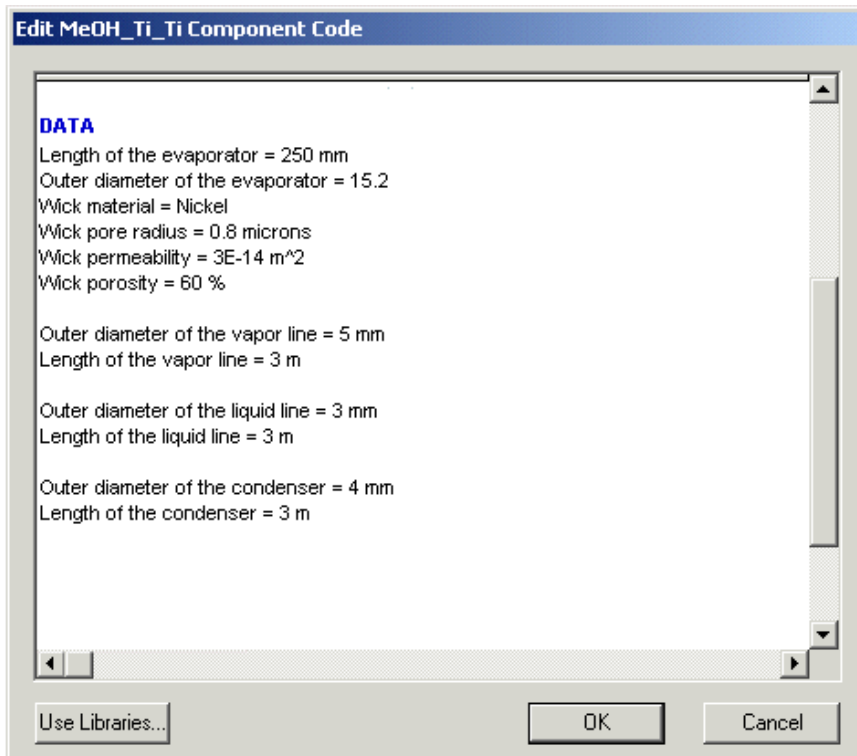 Edit MeOH_Ti_Ti Component Code
DATA
Length of the evaporator = 250 mm
Outer diameter of the evaporator = 15.2
Wick material = Nickel
Wick pore radius = 0.8 microns
Wick permeability = 3E-14 m^2
Wick porosity = 60 %
Outer diameter of the vapor line = 5 mm
Length of the vapor line = 3 m
Outer diameter of the liquid line = 3 mm
Length of the liquid line = 3 m
Outer diameter of the condenser = 4 mm
Length of the condenser = 3 m
Use Libraries... OK Cancel